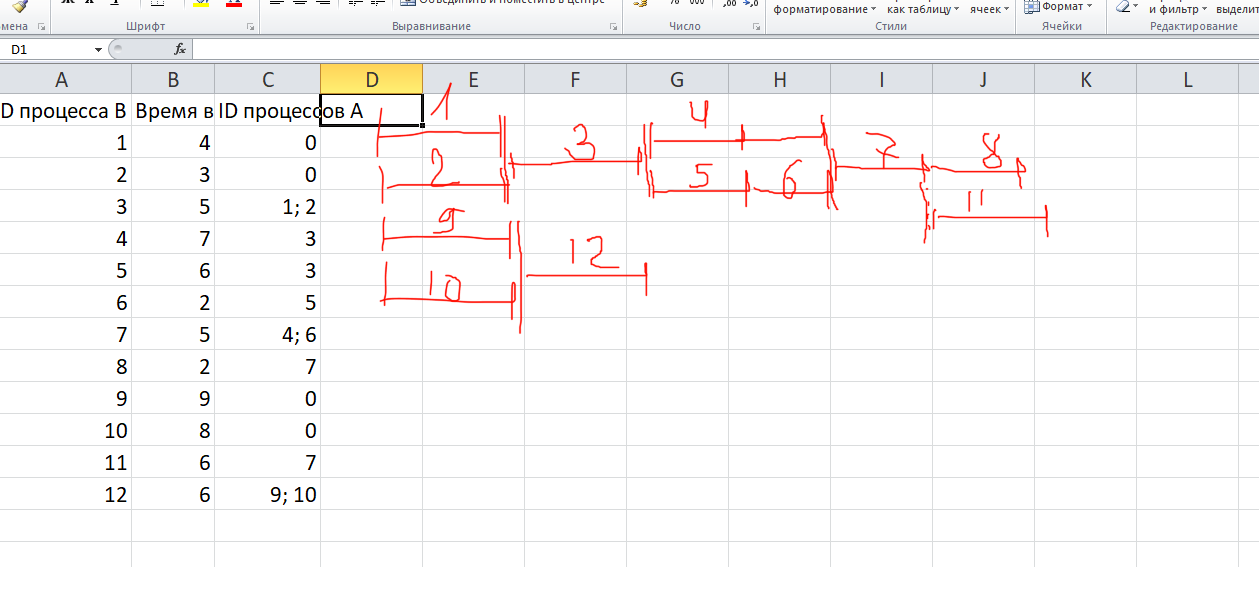 мена Шрифт Выравнивание Число Стили Ячейки Редактирование
Объединить и поместить в центре
форматирование как таблицу ячеек Формат и фильтр выделит
D1 fx
A B C D E F G H I J K L
D процесса B Время в ID процессов A
1 4 0
2 3 0
3 5 1; 2
4 7 3
5 6 3
6 2 5
7 5 4; 6
8 2 7
9 9 0
10 8 0
11 6 7
12 6 9; 10
1 2 3 4 5 6 7 8 11
9 10 12